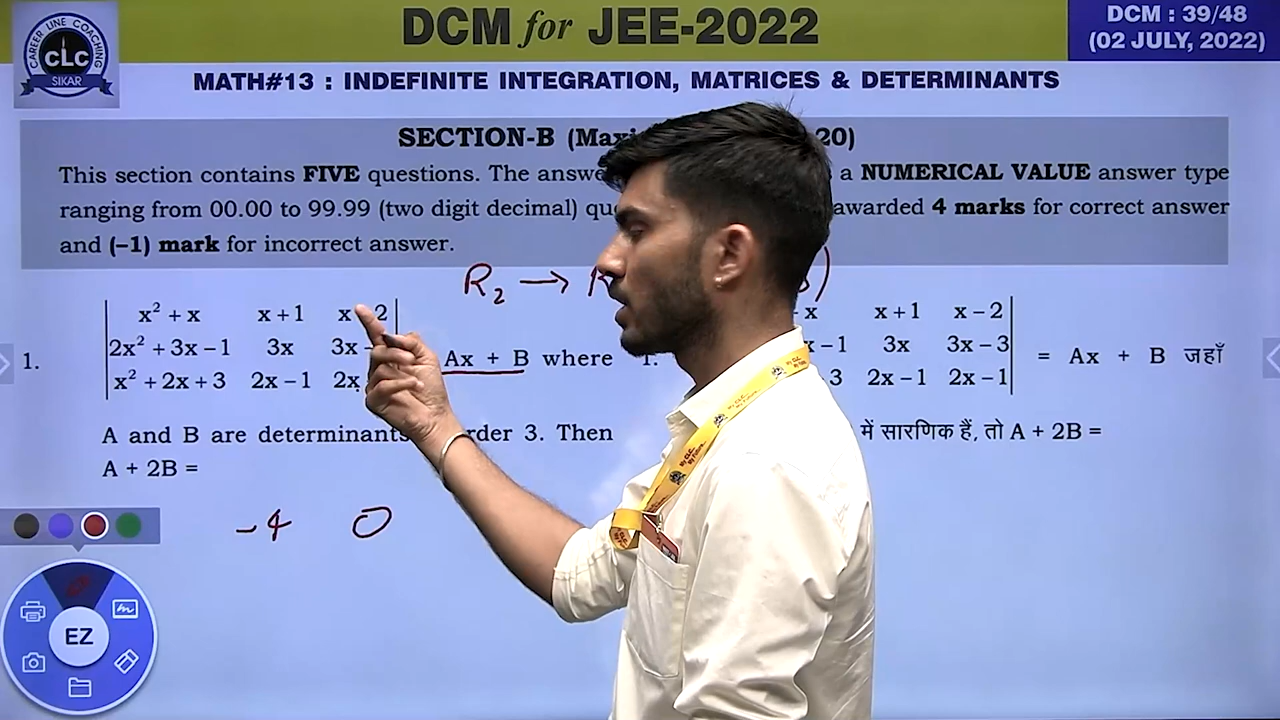 DCM for JEE-2022
DCM : 39/48
(02 JULY, 2022)
CAREER LINE COACHING
CLC
SIKAR
MATH#13 : INDEFINITE INTEGRATION, MATRICES & DETERMINANTS
SECTION-B 20)
This section contains FIVE questions. The a NUMERICAL VALUE answer type
ranging from 00.00 to 99.99 (two digit decimal) awarded 4 marks for correct answer
and (–1) mark for incorrect answer.
R₂ → )
x² + x x + 1 2 x x + 1 x – 2
1. 2x² + 3x – 1 3x 3x Ax + B where 1. x – 1 3x 3x – 3 = Ax + B जहाँ
x² + 2x + 3 2x – 1 2x 3 2x – 1 2x – 1
A and B are determinants order 3. Then में सारणिक हैं, तो A + 2B =
A + 2B =
–4 0
EZ